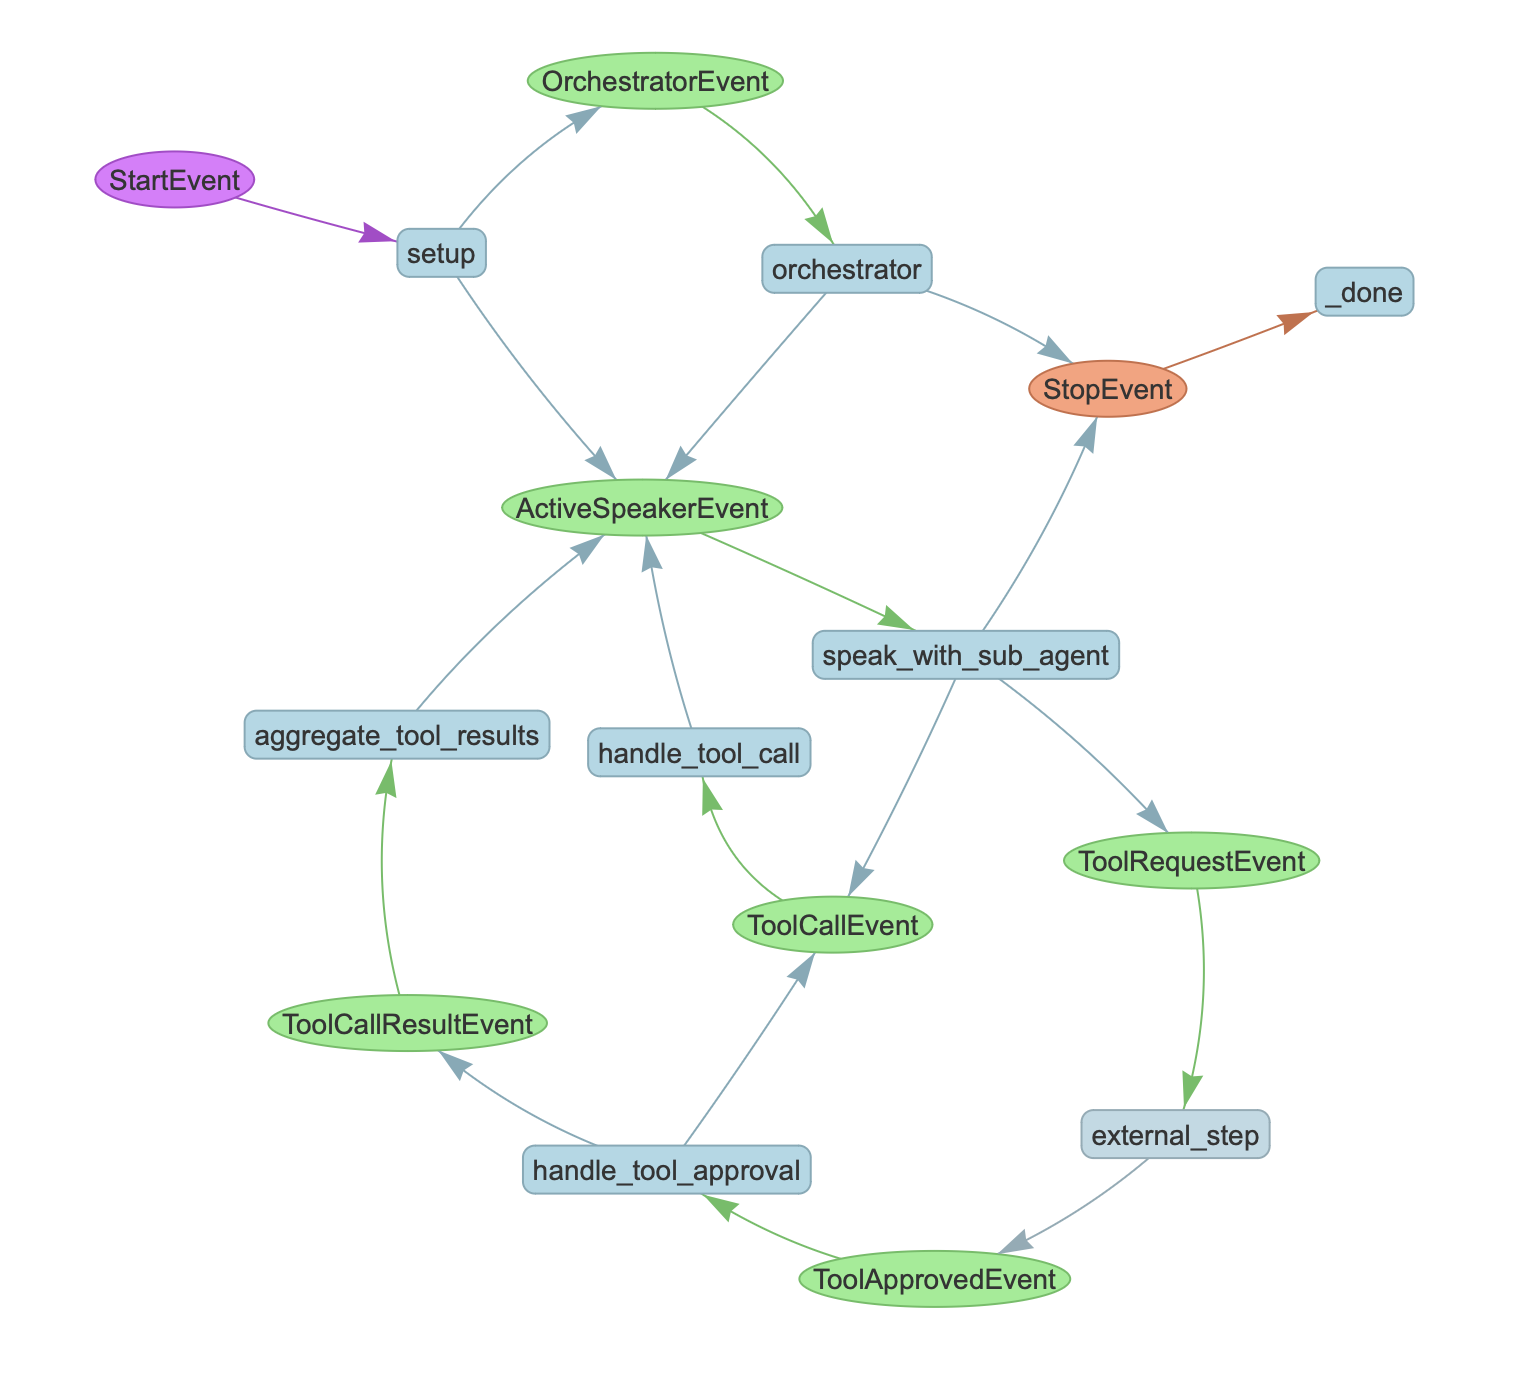 OrchestratorEvent
StartEvent
setup
orchestrator
_done
StopEvent
ActiveSpeakerEvent
speak_with_sub_agent
aggregate_tool_results
handle_tool_call
ToolRequestEvent
ToolCallEvent
ToolCallResultEvent
external_step
handle_tool_approval
ToolApprovedEvent